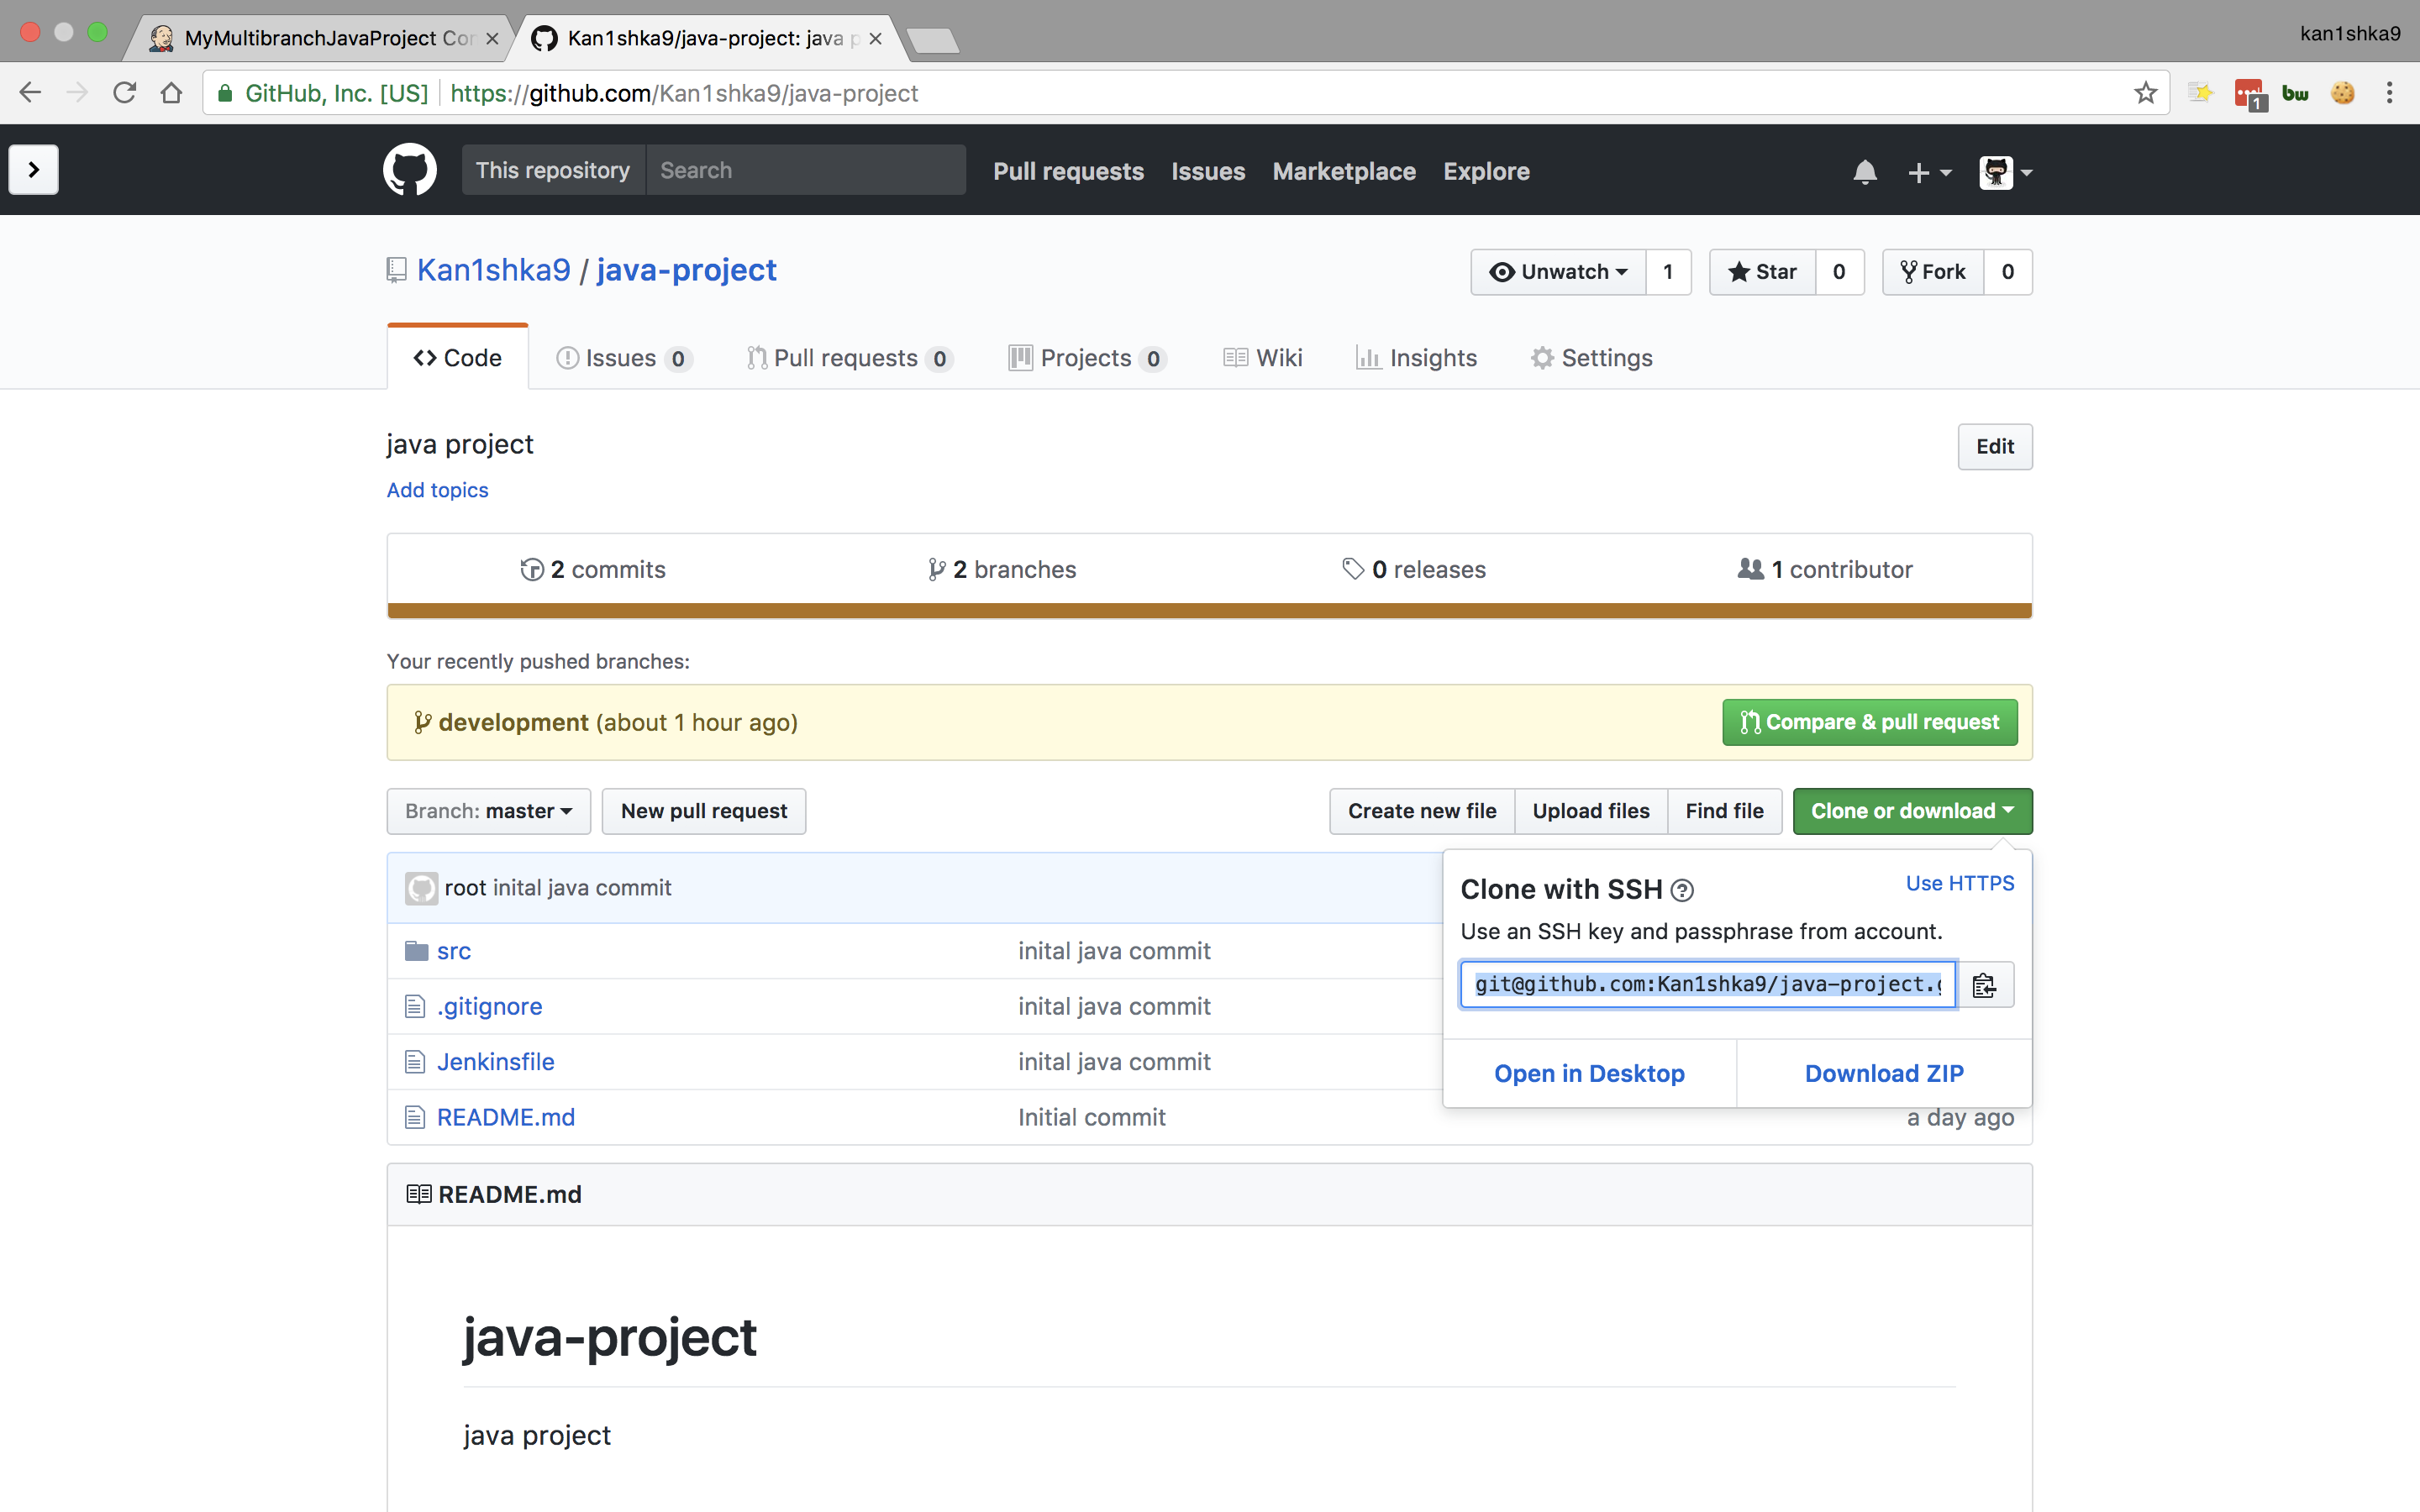 MyMultibranchJavaProject Con
Kan1shka9/java-project: java p
kan1shka9
GitHub, Inc. [US] https://github.com/Kan1shka9/java-project
1
bw
This repository Search Pull requests Issues Marketplace Explore
Kan1shka9 / java-project
Unwatch 1 Star 0 Fork 0
Code Issues 0 Pull requests 0 Projects 0 Wiki Insights Settings
java project
Edit
Add topics
2 commits 2 branches 0 releases 1 contributor
Your recently pushed branches:
development (about 1 hour ago) Compare & pull request
Branch: master New pull request Create new file Upload files Find file Clone or download
root inital java commit
src inital java commit
.gitignore inital java commit
Jenkinsfile inital java commit
README.md Initial commit a day ago
Clone with SSH Use HTTPS
Use an SSH key and passphrase from account.
git@github.com:Kan1shka9/java-project.g
Open in Desktop Download ZIP
README.md
java-project
java project